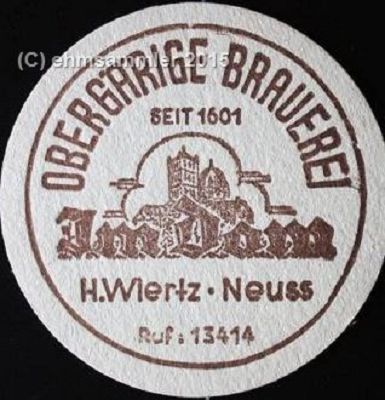 (C) ehmsammler 2015
OBERGÄRIGE BRAUEREI
SEIT 1601
Im Dom
H. Wiertz · Neuss
Ruf: 13414